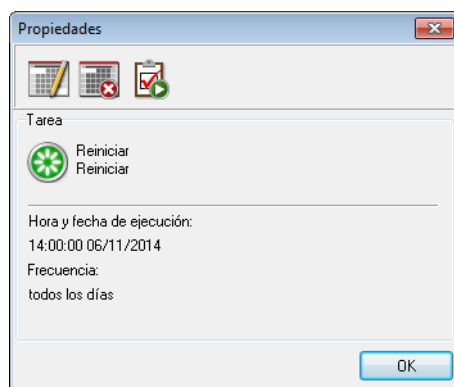 Propiedades
Tarea
Reiniciar
Reiniciar
Hora y fecha de ejecución:
14:00:00 06/11/2014
Frecuencia:
todos los días
OK